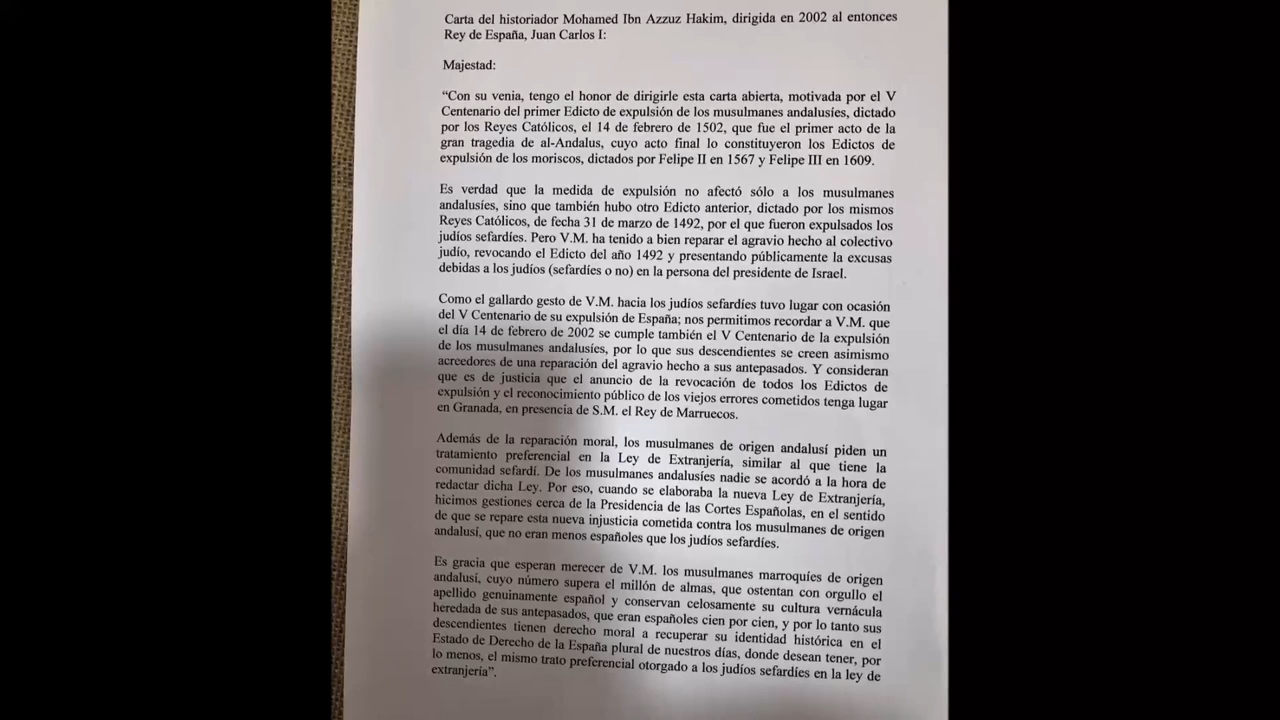 Carta del historiador Mohamed Ibn Azzuz Hakim, dirigida en 2002 al entonces
Rey de España, Juan Carlos I:
Majestad:
“Con su venia, tengo el honor de dirigirle esta carta abierta, motivada por el V
Centenario del primer Edicto de expulsión de los musulmanes andalusíes, dictado
por los Reyes Católicos, el 14 de febrero de 1502, que fue el primer acto de la
gran tragedia de al-Andalus, cuyo acto final lo constituyeron los Edictos de
expulsión de los moriscos, dictados por Felipe II en 1567 y Felipe III en 1609.
Es verdad que la medida de expulsión no afectó sólo a los musulmanes
andalusíes, sino que también hubo otro Edicto anterior, dictado por los mismos
Reyes Católicos, de fecha 31 de marzo de 1492, por el que fueron expulsados los
judíos sefardíes. Pero V.M. ha tenido a bien reparar el agravio hecho al colectivo
judío, revocando el Edicto del año 1492 y presentando públicamente la excusas
debidas a los judíos (sefardíes o no) en la persona del presidente de Israel.
Como el gallardo gesto de V.M. hacia los judíos sefardíes tuvo lugar con ocasión
del V Centenario de su expulsión de España; nos permitimos recordar a V.M. que
el día 14 de febrero de 2002 se cumple también el V Centenario de la expulsión
de los musulmanes andalusíes, por lo que sus descendientes se creen asimismo
acreedores de una reparación del agravio hecho a sus antepasados. Y consideran
que es de justicia que el anuncio de la revocación de todos los Edictos de
expulsión y el reconocimiento público de los viejos errores cometidos tenga lugar
en Granada, en presencia de S.M. el Rey de Marruecos.
Además de la reparación moral, los musulmanes de origen andalusí piden un
tratamiento preferencial en la Ley de Extranjería, similar al que tiene la
comunidad sefardí. De los musulmanes andalusíes nadie se acordó a la hora de
redactar dicha Ley. Por eso, cuando se elaboraba la nueva Ley de Extranjería,
hicimos gestiones cerca de la Presidencia de las Cortes Españolas, en el sentido
de que se repare esta nueva injusticia cometida contra los musulmanes de origen
andalusí, que no eran menos españoles que los judíos sefardíes.
Es gracia que esperan merecer de V.M. los musulmanes marroquíes de origen
andalusí, cuyo número supera el millón de almas, que ostentan con orgullo el
apellido genuinamente español y conservan celosamente su cultura vernácula
heredada de sus antepasados, que eran españoles cien por cien, y por lo tanto sus
descendientes tienen derecho moral a recuperar su identidad histórica en el
Estado de Derecho de la España plural de nuestros días, donde desean tener, por
lo menos, el mismo trato preferencial otorgado a los judíos sefardíes en la ley de
extranjería”.